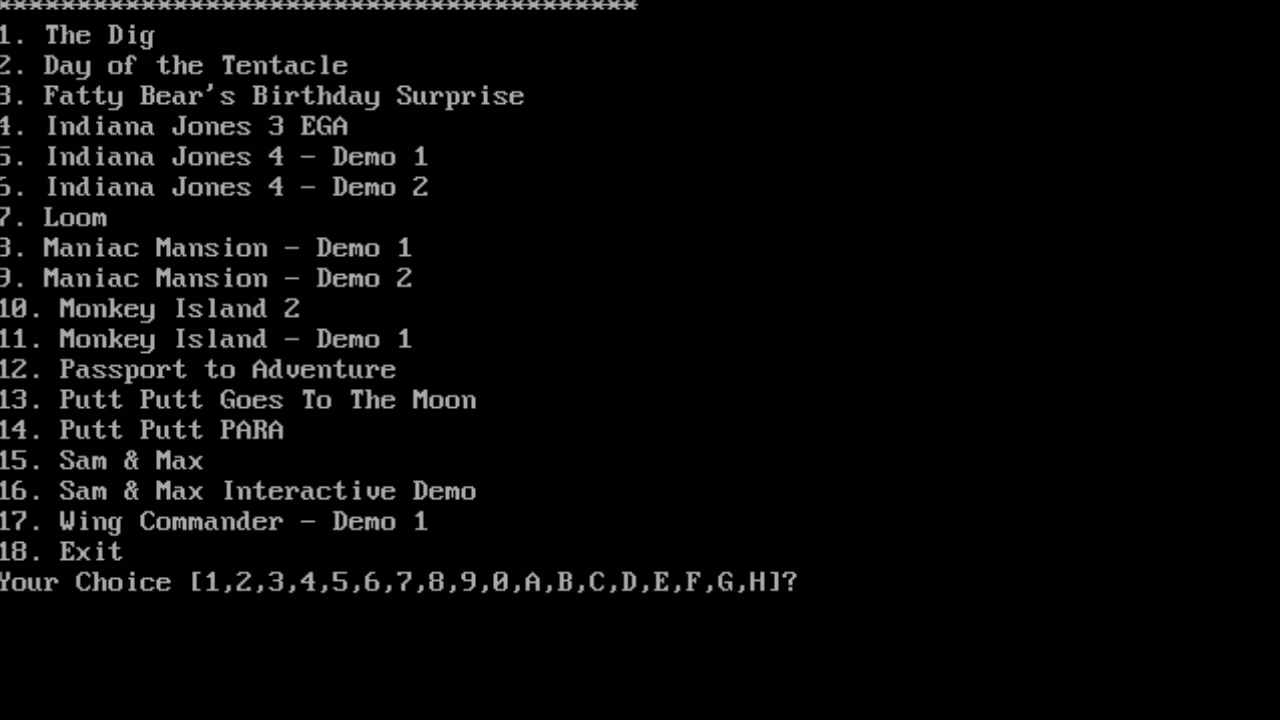 ****************************************
1. The Dig
2. Day of the Tentacle
3. Fatty Bear's Birthday Surprise
4. Indiana Jones 3 EGA
5. Indiana Jones 4 - Demo 1
6. Indiana Jones 4 - Demo 2
7. Loom
8. Maniac Mansion - Demo 1
9. Maniac Mansion - Demo 2
10. Monkey Island 2
11. Monkey Island - Demo 1
12. Passport to Adventure
13. Putt Putt Goes To The Moon
14. Putt Putt PARA
15. Sam & Max
16. Sam & Max Interactive Demo
17. Wing Commander - Demo 1
18. Exit
Your Choice [1,2,3,4,5,6,7,8,9,0,A,B,C,D,E,F,G,H]?